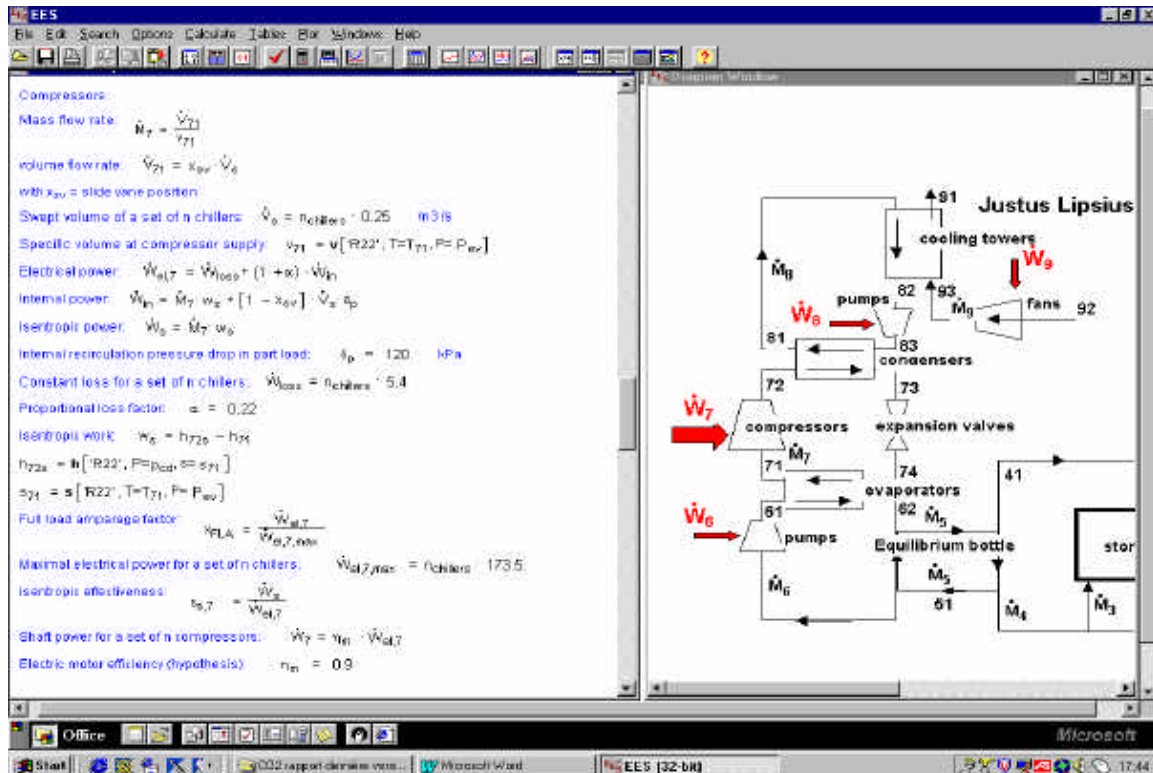 EES
File Edit Search Options Calculate Tables Plot Windows Help
Compressors:
Mass flow rate: Ṁ7 = V̇71 / v71
volume flow rate: V̇71 = xsv · V̇s
with xsv = slide vane position
Swept volume of a set of n chillers: V̇s = nchillers · 0.25 m3/s
Specific volume at compressor supply: v71 = v['R22', T=T71, P=Pev]
Electrical power: Ẇel,7 = Ẇloss + (1 + α) · Ẇin
Internal power: Ẇin = Ṁ7 · ws + [1 − xsv] · V̇s · δp
Isentropic power: Ẇs = Ṁ7 · ws
Internal recirculation pressure drop in part load: δp = 120 kPa
Constant loss for a set of n chillers: Ẇloss = nchillers · 5.4
Proportional loss factor: α = 0.22
Isentropic work: ws = h72s − h71
h72s = h['R22', P=pcd, s=s71]
s71 = s['R22', T=T71, P=Pev]
Full load amparage factor: xFLA = Ẇel,7 / Ẇel,7,max
Maximal electrical power for a set of n chillers: Ẇel,7,max = nchillers · 173.5
Isentropic effectiveness: εs,7 = Ẇs / Ẇel,7
Shaft power for a set of n compressors: Ẇ7 = ηm · Ẇel,7
Electric motor efficiency (hypothesis): ηm = 0.9
Diagram Window
91
Justus Lipsius
cooling towers
Ṁ8
Ẇ9
82
93
pumps
Ṁ9
fans
92
Ẇ8
81
83
condensers
72
73
Ẇ7
compressors
expansion valves
Ṁ7
71
74
41
evaporators
Ẇ6
61
62
Ṁ5
pumps
Equilibrium bottle
stor
Ṁ6
Ṁ5
51
Ṁ4
Ṁ3
Office
Microsoft
Start
CO2 rapport dernière vers...
Microsoft Word
EES [32-bit]
17:44